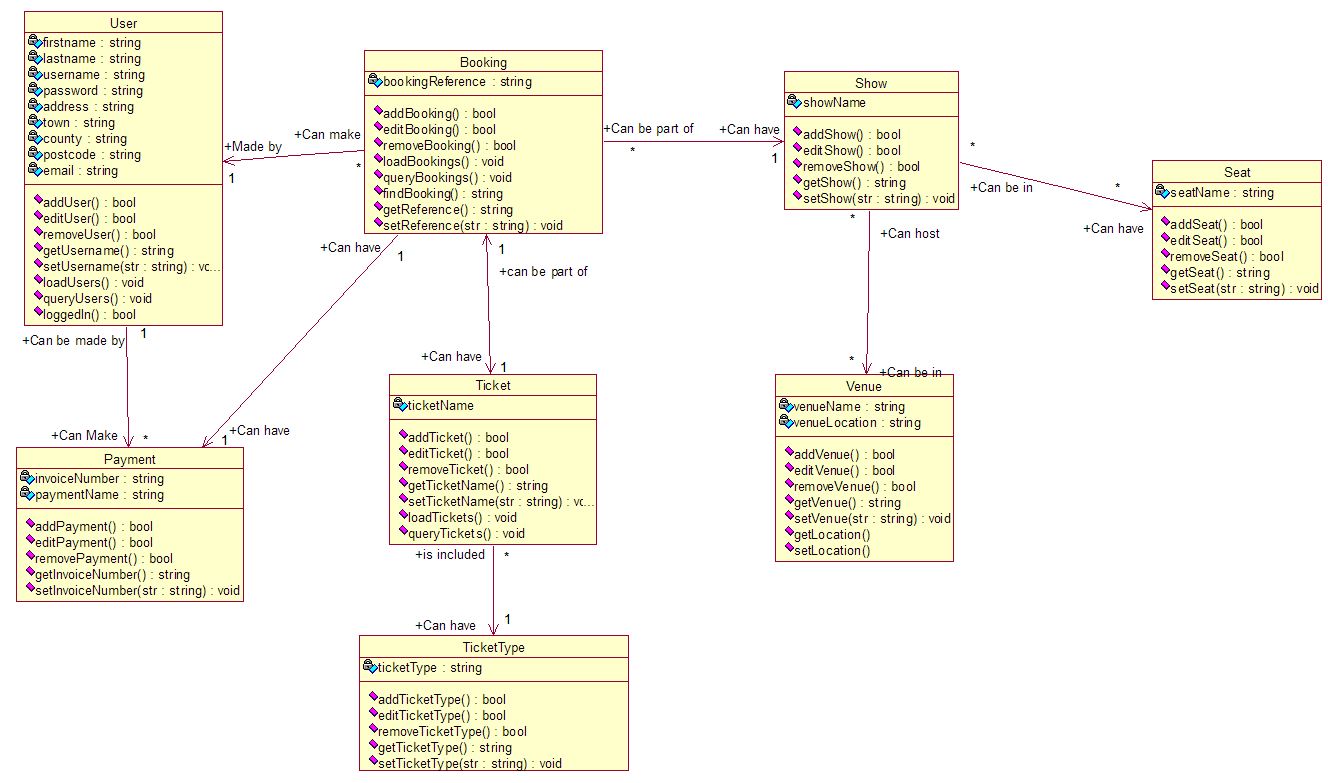 User
firstname : string
lastname : string
username : string
password : string
address : string
town : string
county : string
postcode : string
email : string
addUser() : bool
editUser() : bool
removeUser() : bool
getUsername() : string
setUsername(str : string) : vc...
loadUsers() : void
queryUsers() : void
loggedIn() : bool
+Made by
1
+Can make
*
Booking
bookingReference : string
addBooking() : bool
editBooking() : bool
removeBooking() : bool
loadBookings() : void
queryBookings() : void
findBooking() : string
getReference() : string
setReference(str : string) : void
+Can be part of
*
+Can have
1
Show
showName
addShow() : bool
editShow() : bool
removeShow() : bool
getShow() : string
setShow(str : string) : void
*
+Can be in
*
+Can have
Seat
seatName : string
addSeat() : bool
editSeat() : bool
removeSeat() : bool
getSeat() : string
setSeat(str : string) : void
+Can have
1
1
+can be part of
*
+Can host
+Can be made by
1
+Can have
1
*
+Can be in
+Can Make
*
+Can have
1
Payment
invoiceNumber : string
paymentName : string
addPayment() : bool
editPayment() : bool
removePayment() : bool
getInvoiceNumber() : string
setInvoiceNumber(str : string) : void
Ticket
ticketName
addTicket() : bool
editTicket() : bool
removeTicket() : bool
getTicketName() : string
setTicketName(str : string) : vc...
loadTickets() : void
queryTickets() : void
Venue
venueName : string
venueLocation : string
addVenue() : bool
editVenue() : bool
removeVenue() : bool
getVenue() : string
setVenue(str : string) : void
getLocation()
setLocation()
+is included
*
+Can have
1
TicketType
ticketType : string
addTicketType() : bool
editTicketType() : bool
removeTicketType() : bool
getTicketType() : string
setTicketType(str : string) : void